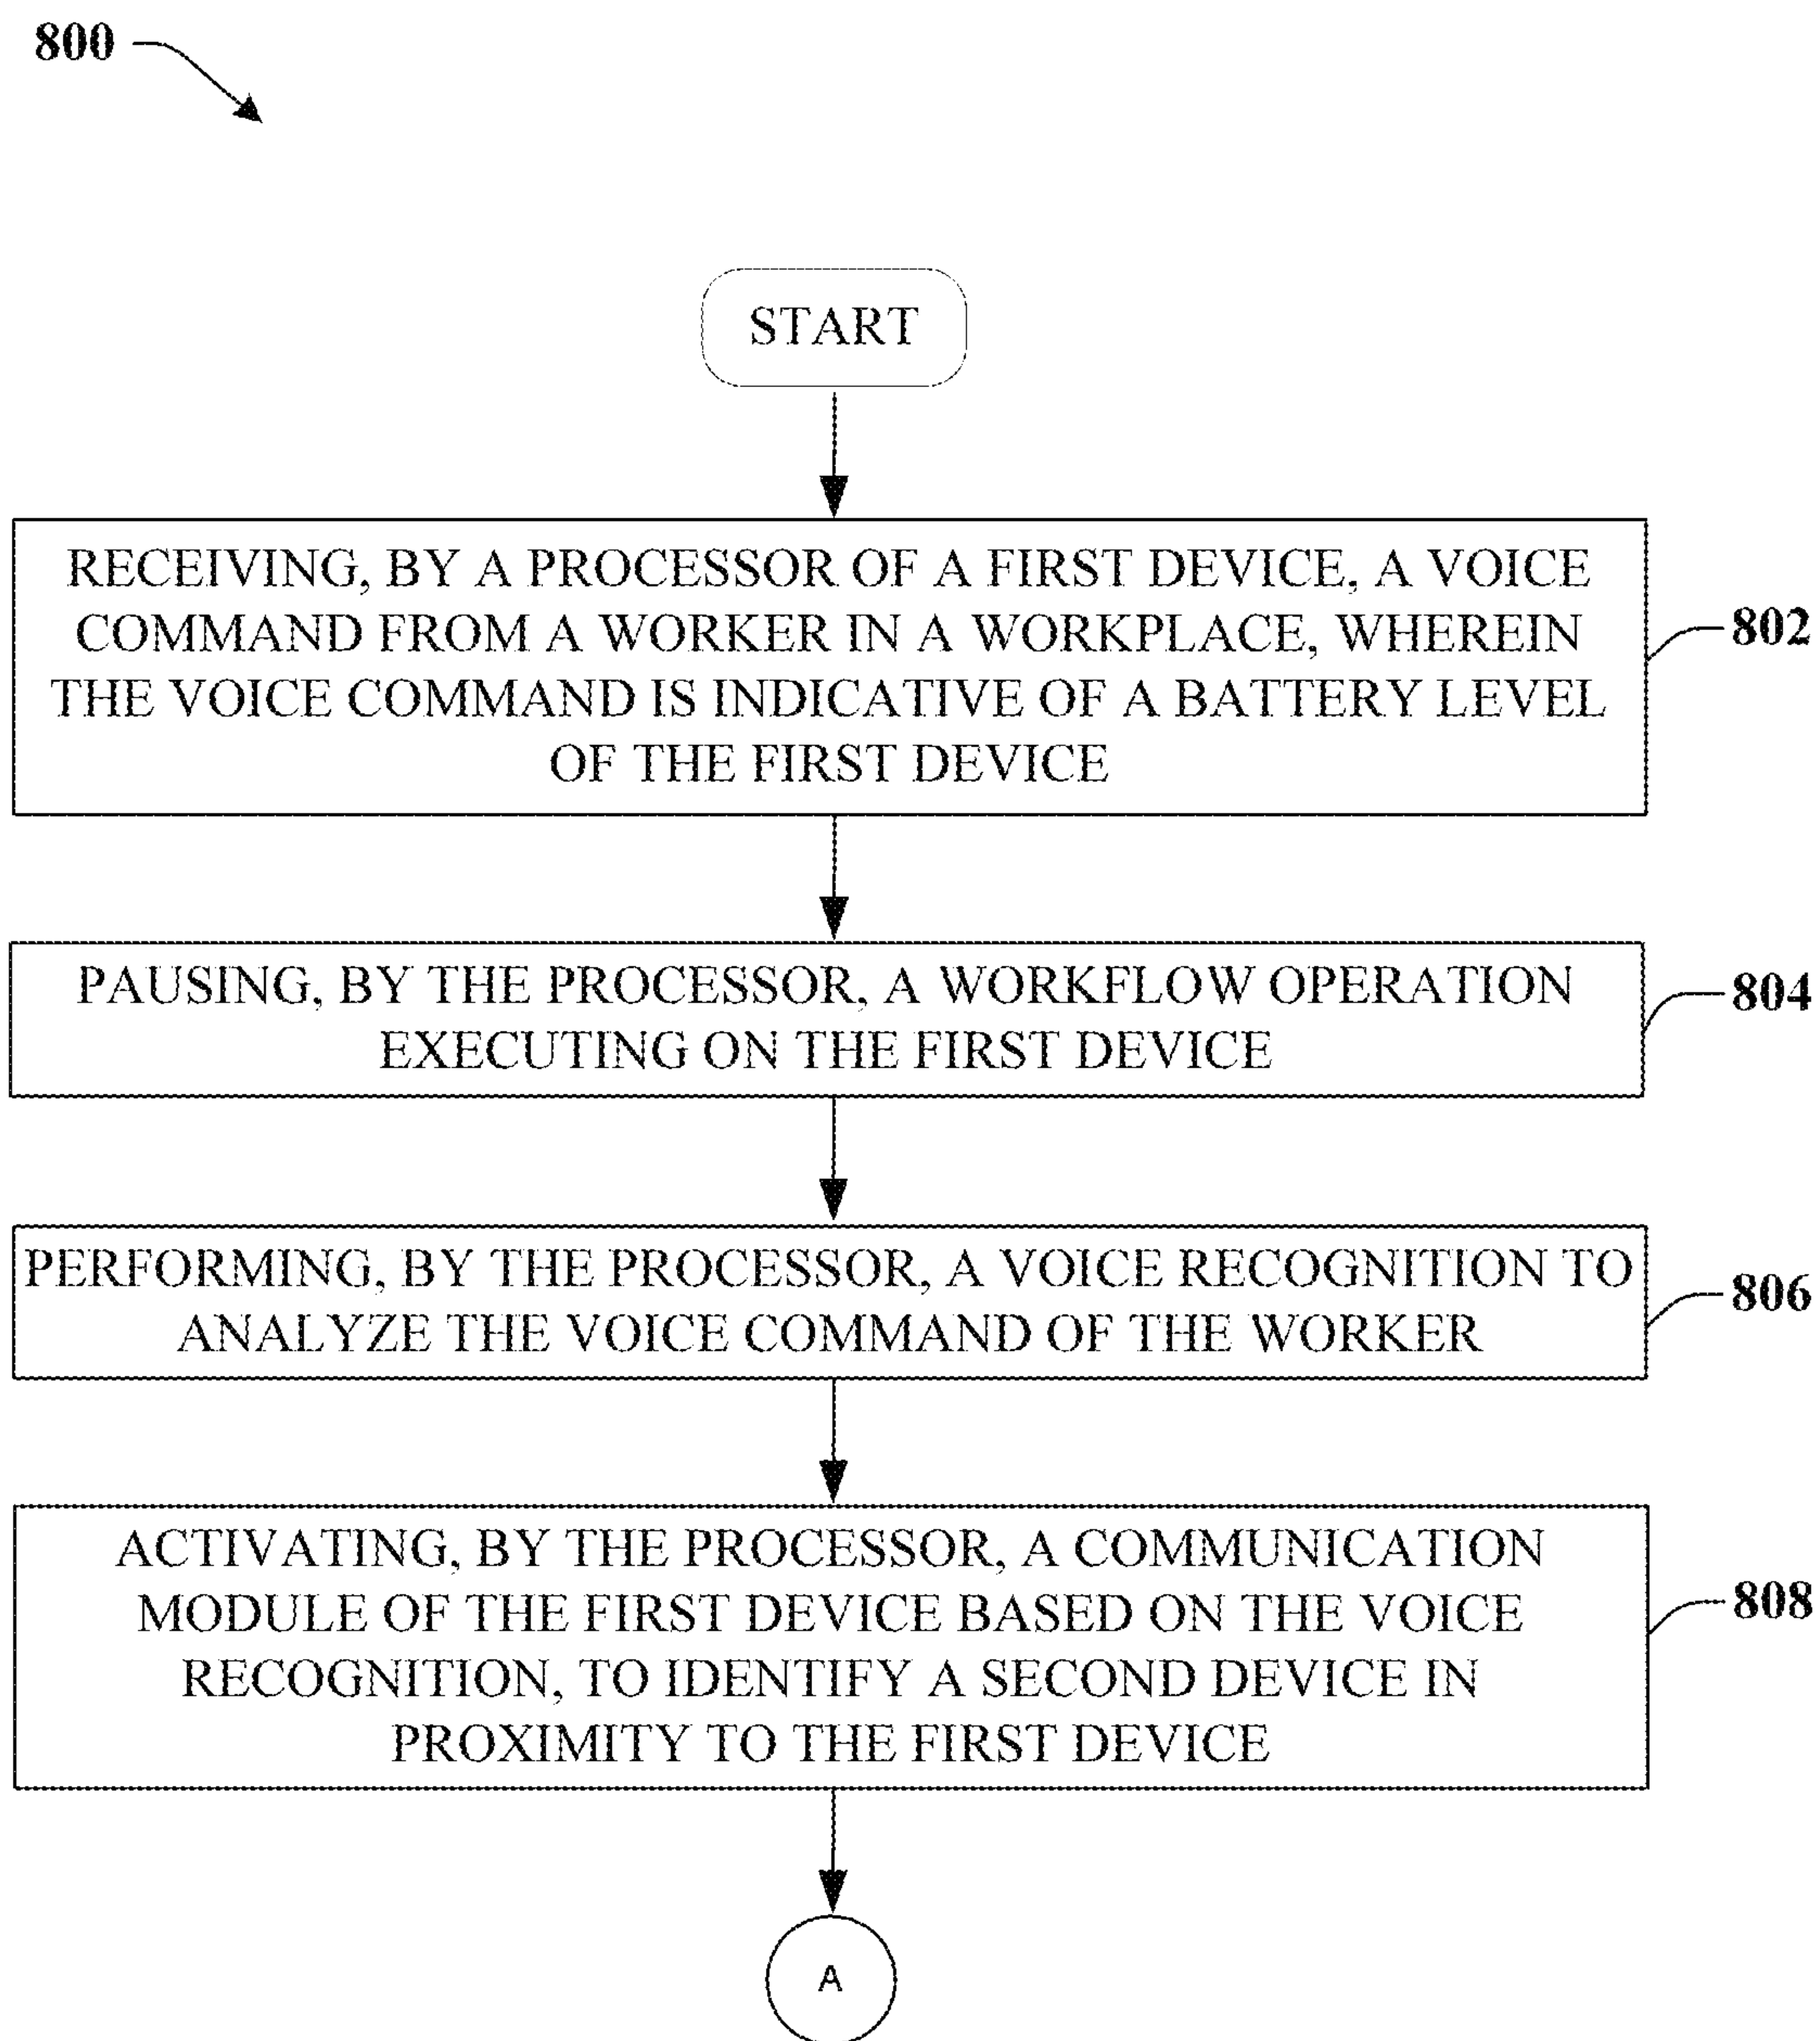 800
START
RECEIVING, BY A PROCESSOR OF A FIRST DEVICE, A VOICE
COMMAND FROM A WORKER IN A WORKPLACE, WHEREIN
THE VOICE COMMAND IS INDICATIVE OF A BATTERY LEVEL
OF THE FIRST DEVICE
802
PAUSING, BY THE PROCESSOR, A WORKFLOW OPERATION
EXECUTING ON THE FIRST DEVICE
804
PERFORMING, BY THE PROCESSOR, A VOICE RECOGNITION TO
ANALYZE THE VOICE COMMAND OF THE WORKER
806
ACTIVATING, BY THE PROCESSOR, A COMMUNICATION
MODULE OF THE FIRST DEVICE BASED ON THE VOICE
RECOGNITION, TO IDENTIFY A SECOND DEVICE IN
PROXIMITY TO THE FIRST DEVICE
808
A